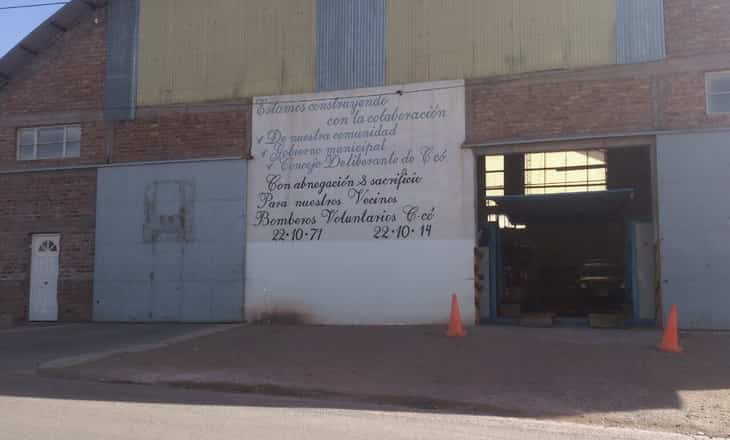 Estamos construyendo
con la colaboración
✓ De nuestra comunidad
✓ Gobierno municipal
✓ Concejo Deliberante de C-có
Con abnegación & sacrificio
Para nuestros Vecinos
Bomberos Voluntarios C-có
22·10·71 22·10·14